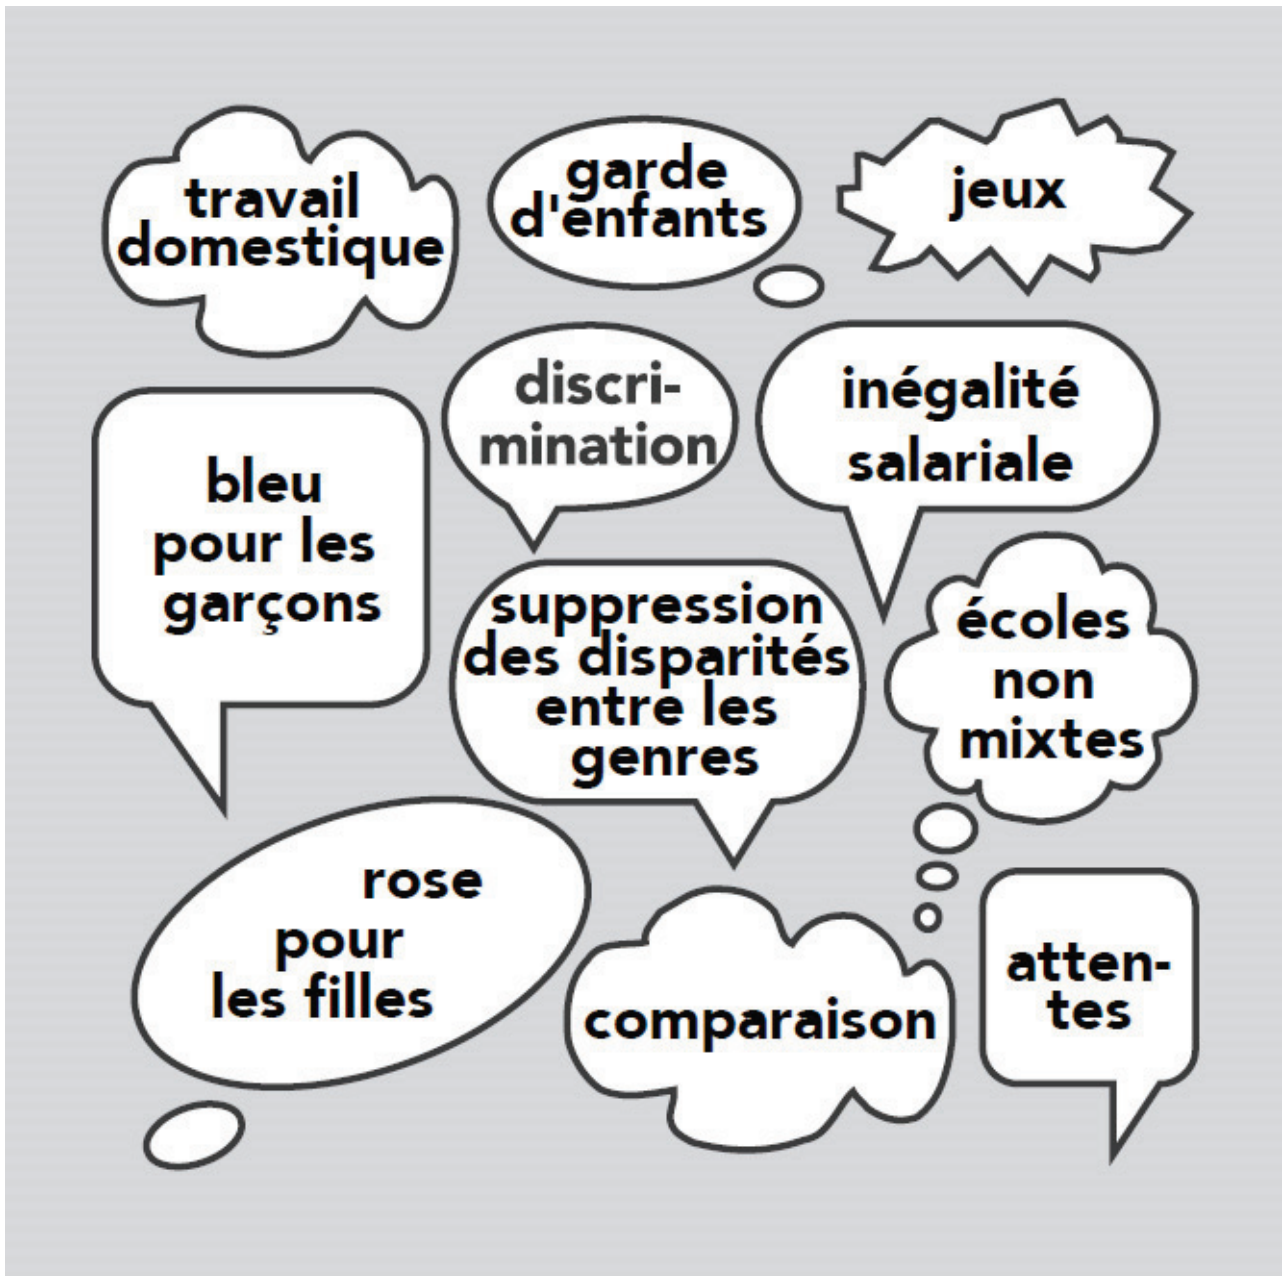 travail
domestique
garde
d'enfants
jeux
discri-
mination
inégalité
salariale
bleu
pour les
garçons
suppression
des disparités
entre les
genres
écoles
non
mixtes
rose
pour
les filles
comparaison
atten-
tes